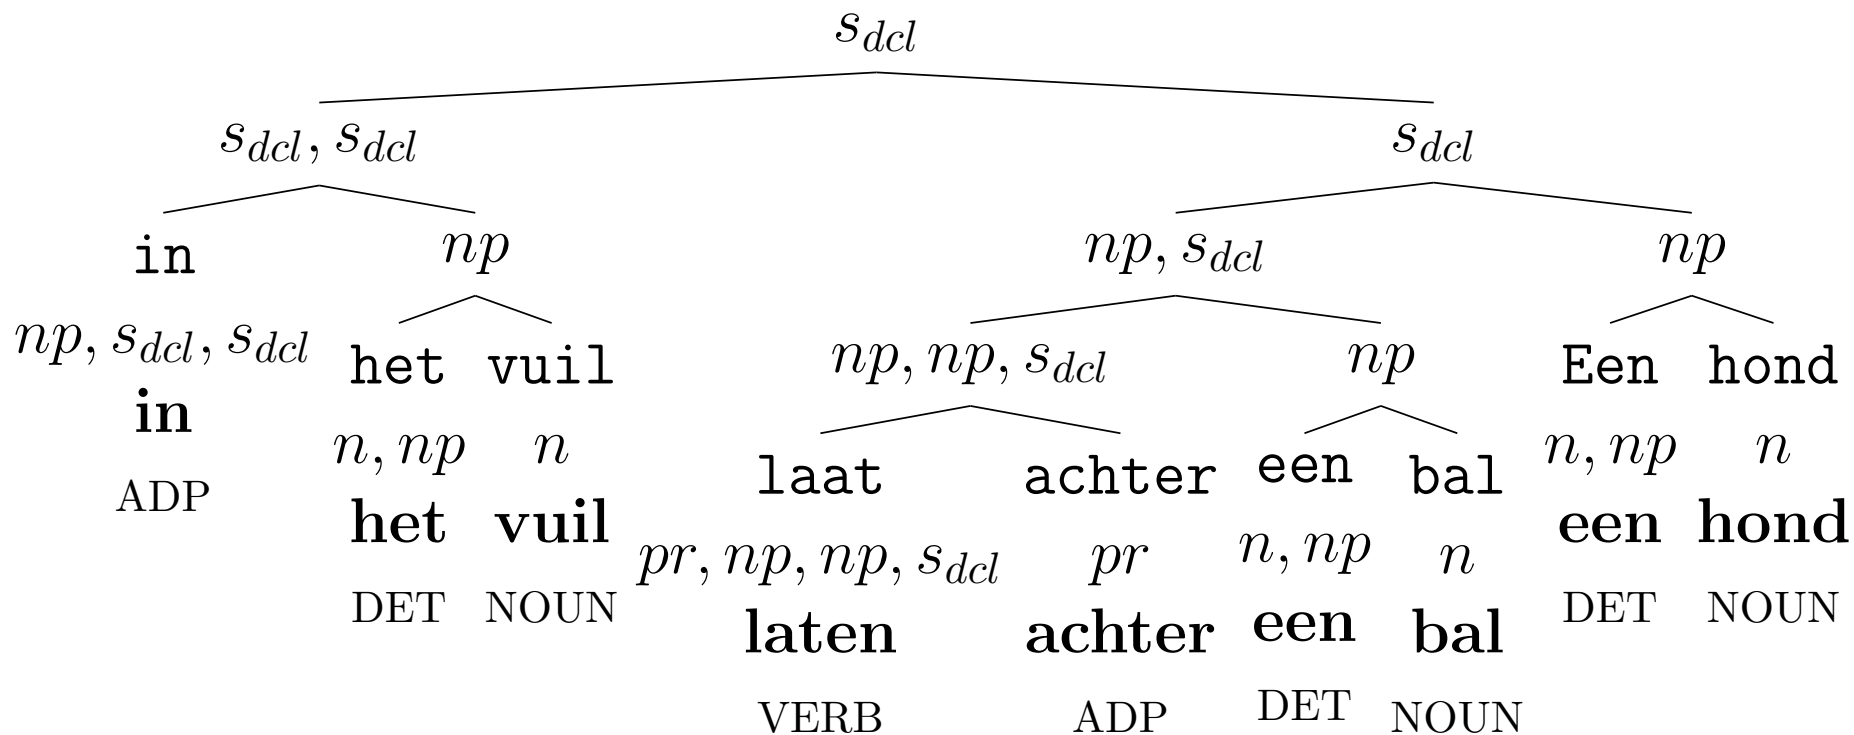 s_dcl
s_dcl, s_dcl s_dcl
in np np, s_dcl np
np, s_dcl, s_dcl het vuil np, np, s_dcl np Een hond
in n, np n laat achter een bal n, np n
ADP het vuil pr, np, np, s_dcl pr n, np n een hond
DET NOUN laten achter een bal DET NOUN
VERB ADP DET NOUN